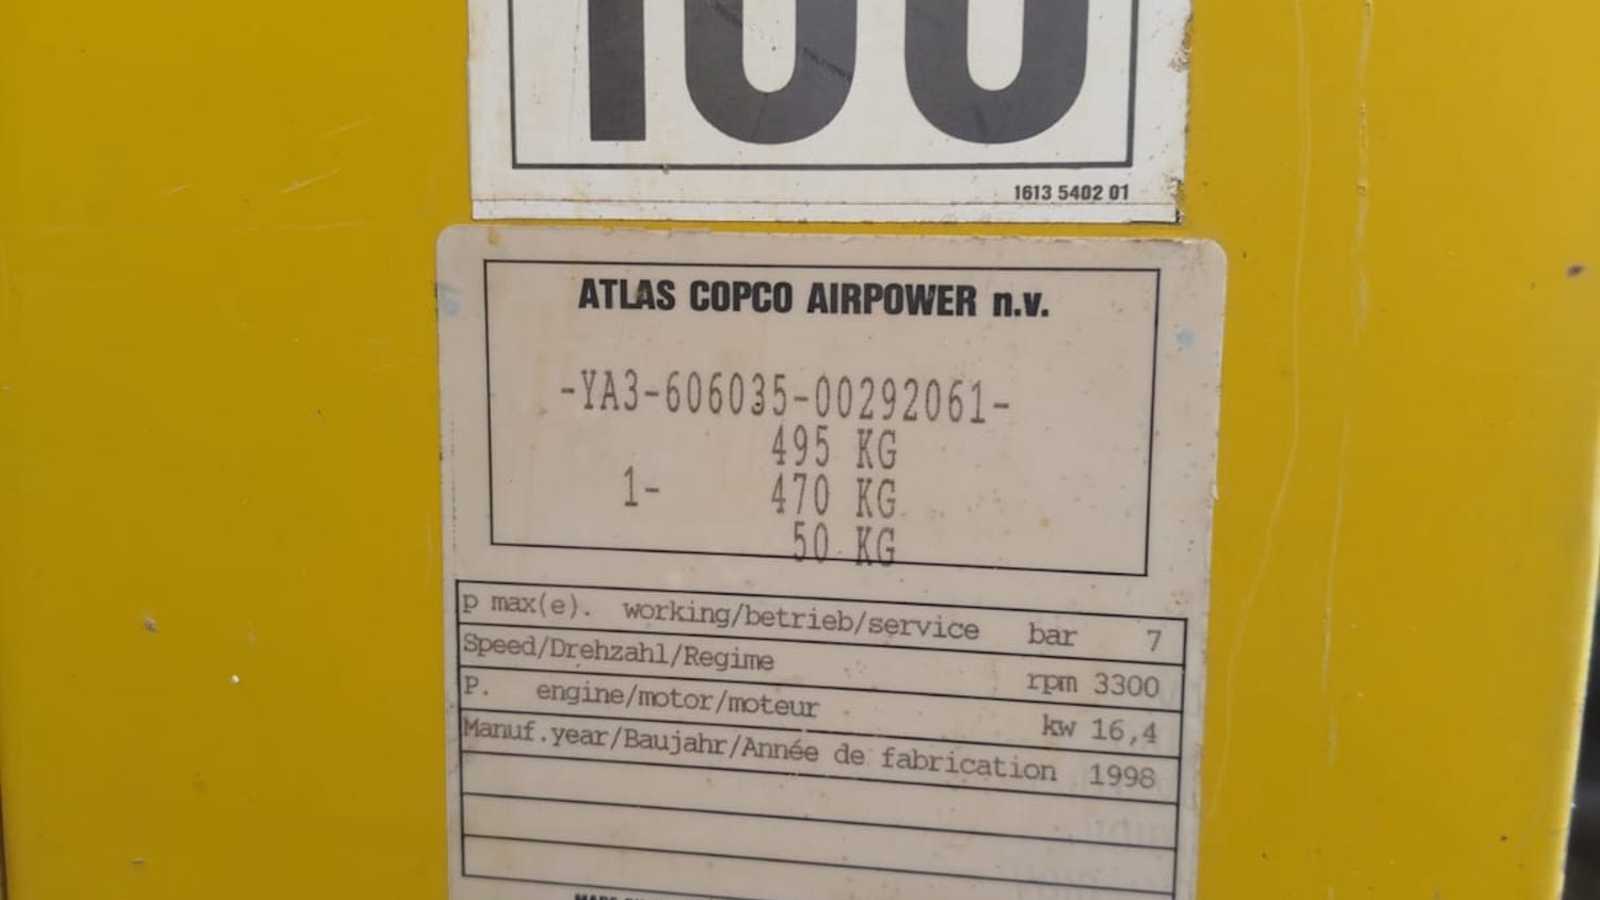 100
1613 5402 01
ATLAS COPCO AIRPOWER n.v.
-YA3-606035-00292061-
495 KG
1- 470 KG
50 KG
p max(e). working/betrieb/service bar 7
Speed/Drehzahl/Regime rpm 3300
P. engine/motor/moteur kw 16,4
Manuf.year/Baujahr/Année de fabrication 1998